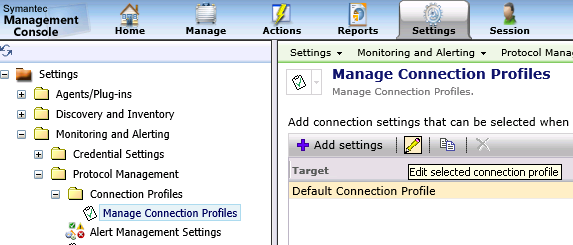 Symantec
Management
Console
Home
Manage
Actions
Reports
Settings
Session
Settings
Agents/Plug-ins
Discovery and Inventory
Monitoring and Alerting
Credential Settings
Protocol Management
Connection Profiles
Manage Connection Profiles
Alert Management Settings
Settings Monitoring and Alerting Protocol Mana
Manage Connection Profiles
Manage Connection Profiles.
Add connection settings that can be selected when
Add settings
Target
Edit selected connection profile
Default Connection Profile